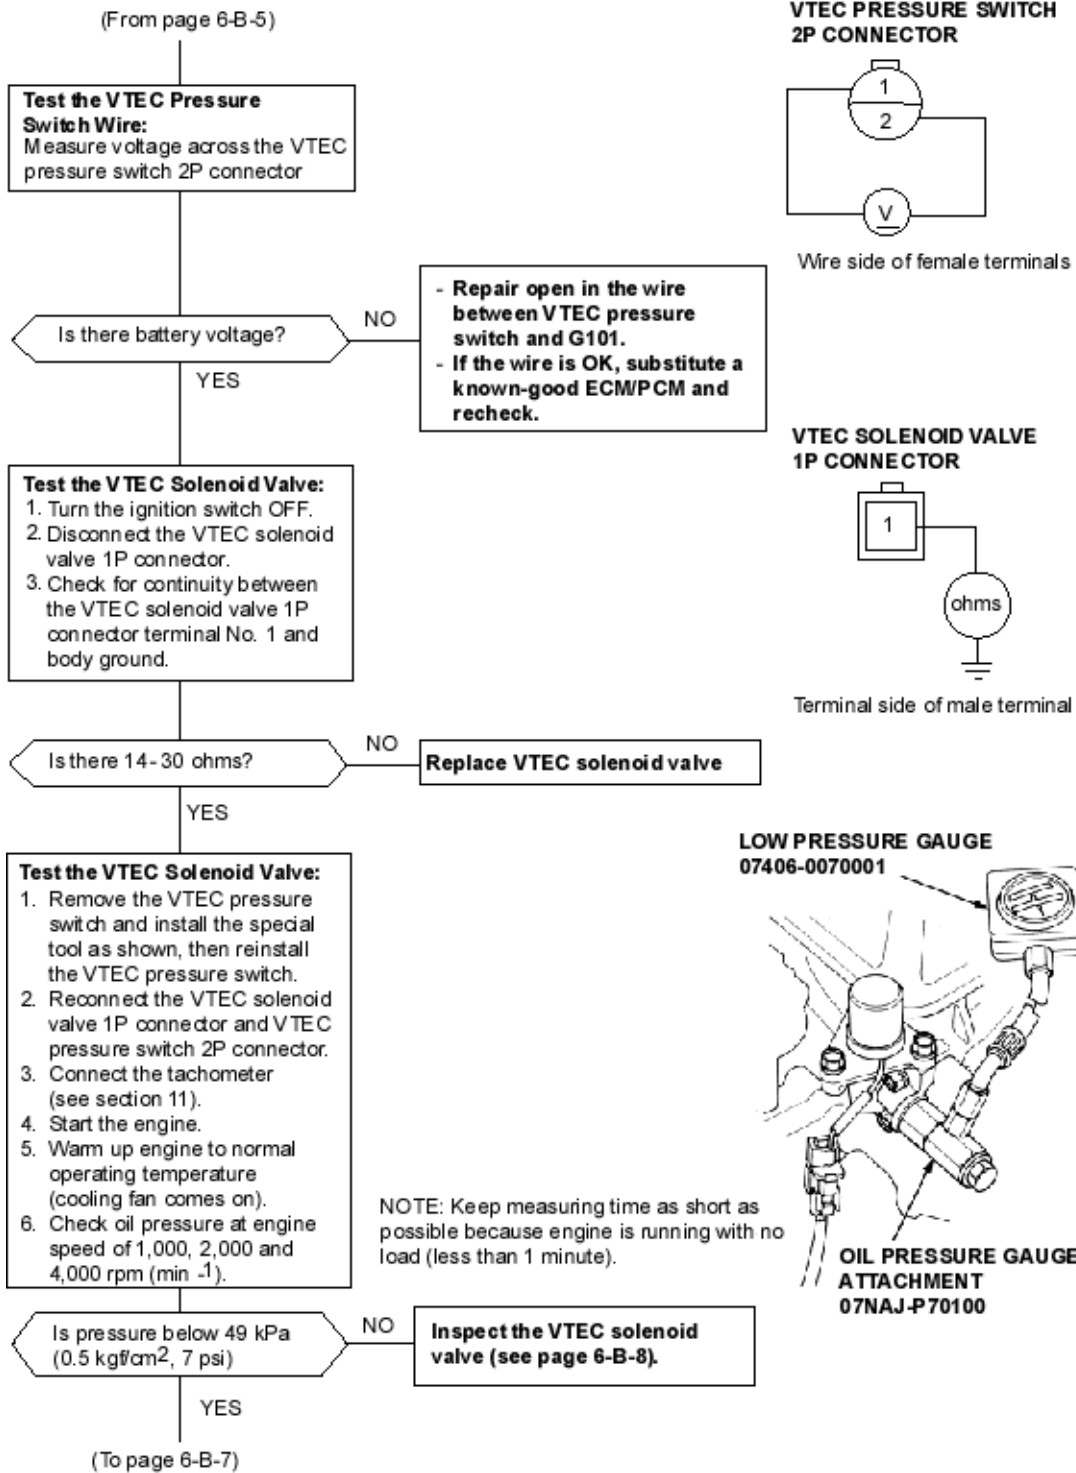 (From page 6-B-5)
VTEC PRESSURE SWITCH
2P CONNECTOR
1
2
V
Wire side of female terminals
Test the VTEC Pressure
Switch Wire:
Measure voltage across the VTEC
pressure switch 2P connector
Is there battery voltage?
NO
- Repair open in the wire
between VTEC pressure
switch and G101.
- If the wire is OK, substitute a
known-good ECM/PCM and
recheck.
YES
VTEC SOLENOID VALVE
1P CONNECTOR
1
ohms
Terminal side of male terminal
Test the VTEC Solenoid Valve:
1. Turn the ignition switch OFF.
2. Disconnect the VTEC solenoid
valve 1P connector.
3. Check for continuity between
the VTEC solenoid valve 1P
connector terminal No. 1 and
body ground.
Is there 14-30 ohms?
NO
Replace VTEC solenoid valve
YES
LOW PRESSURE GAUGE
07406-0070001
Test the VTEC Solenoid Valve:
1. Remove the VTEC pressure
switch and install the special
tool as shown, then reinstall
the VTEC pressure switch.
2. Reconnect the VTEC solenoid
valve 1P connector and VTEC
pressure switch 2P connector.
3. Connect the tachometer
(see section 11).
4. Start the engine.
5. Warm up engine to normal
operating temperature
(cooling fan comes on).
6. Check oil pressure at engine
speed of 1,000, 2,000 and
4,000 rpm (min -1).
NOTE: Keep measuring time as short as
possible because engine is running with no
load (less than 1 minute).
OIL PRESSURE GAUGE
ATTACHMENT
07NAJ-P70100
Is pressure below 49 kPa
(0.5 kgf/cm2, 7 psi)
NO
Inspect the VTEC solenoid
valve (see page 6-B-8).
YES
(To page 6-B-7)